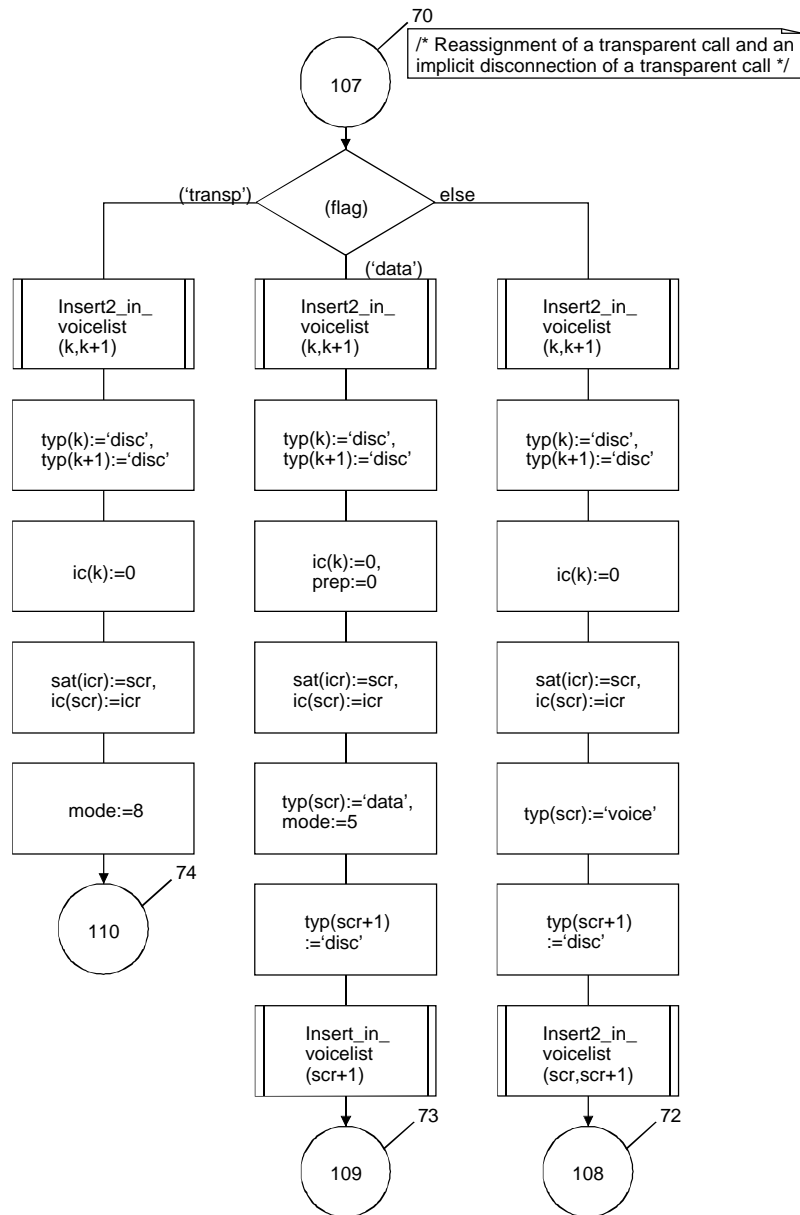 70
/* Reassignment of a transparent call and an
implicit disconnection of a transparent call */
107
(‘transp’)
(flag)
else
(‘data’)
Insert2_in_
voicelist
(k,k+1)
Insert2_in_
voicelist
(k,k+1)
Insert2_in_
voicelist
(k,k+1)
typ(k):=‘disc’,
typ(k+1):=‘disc’
typ(k):=‘disc’,
typ(k+1):=‘disc’
typ(k):=‘disc’,
typ(k+1):=‘disc’
ic(k):=0
ic(k):=0,
prep:=0
ic(k):=0
sat(icr):=scr,
ic(scr):=icr
sat(icr):=scr,
ic(scr):=icr
sat(icr):=scr,
ic(scr):=icr
mode:=8
typ(scr):=‘data’,
mode:=5
typ(scr):=‘voice’
74
110
typ(scr+1)
:=‘disc’
typ(scr+1)
:=‘disc’
Insert_in_
voicelist
(scr+1)
Insert2_in_
voicelist
(scr,scr+1)
73
72
109
108